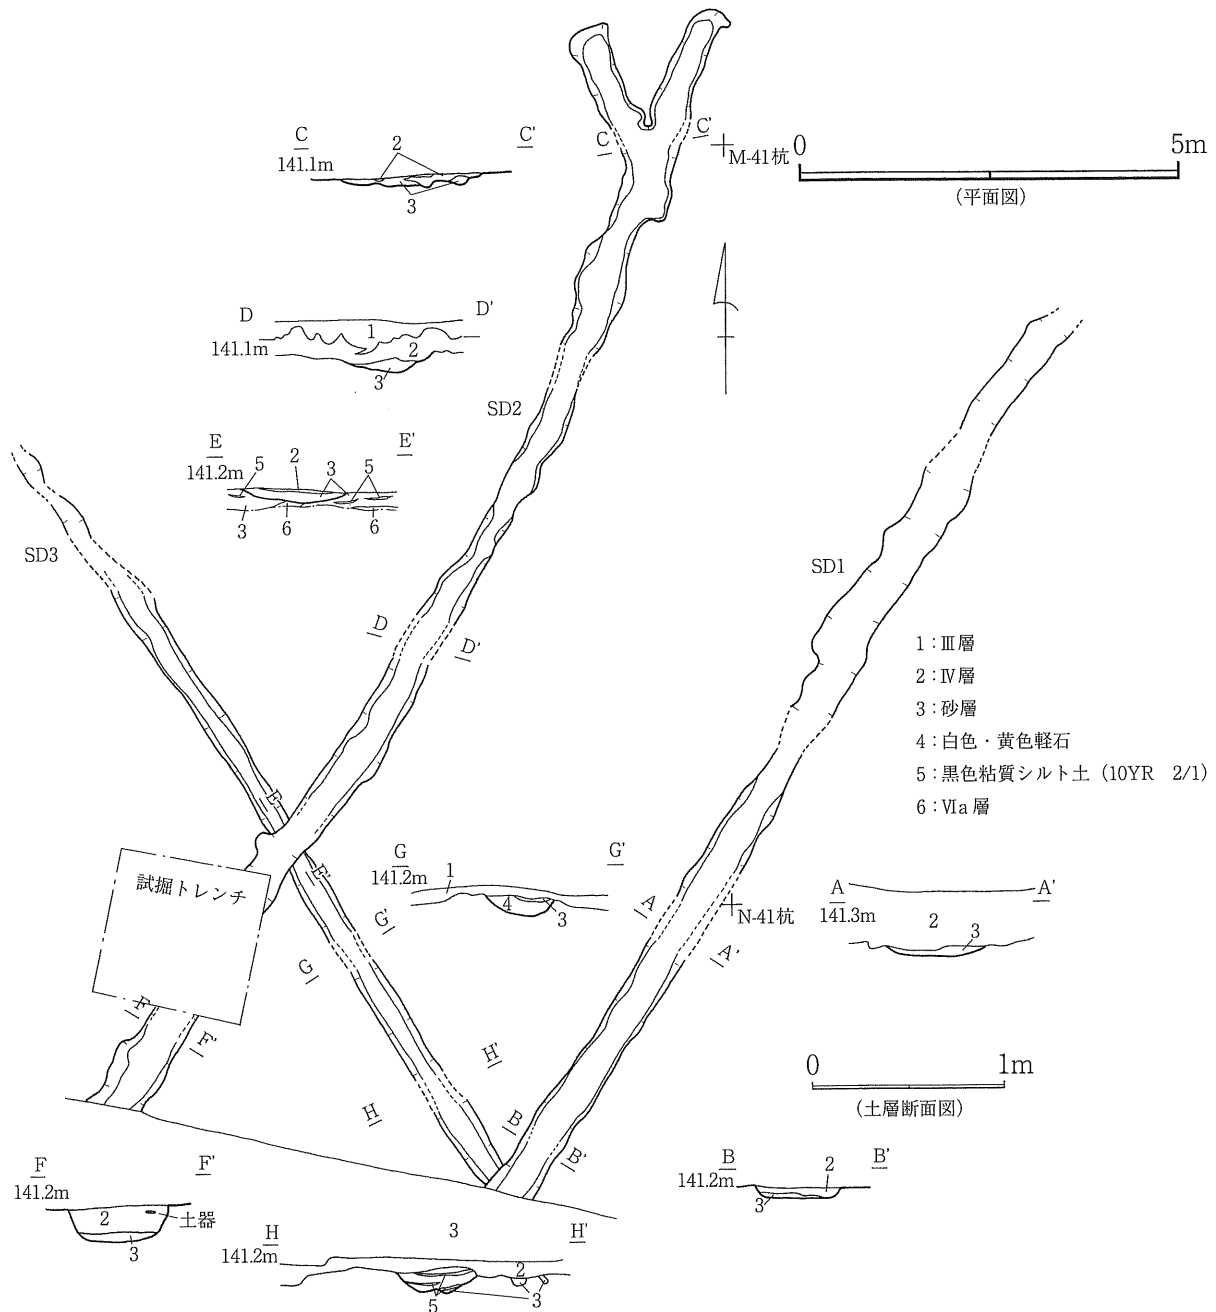 C
141.1m
2
C'
3
C
C'
M-41杭
0
5m
(平面図)
D
D'
141.1m
1
2
3
SD2
E
E'
141.2m
5
2
3
5
3
6
6
SD3
SD1
D
D'
1:Ⅲ層
2:Ⅳ層
3:砂層
4:白色・黄色軽石
5:黒色粘質シルト土 (10YR 2/1)
6:Ⅵa層
E
E'
試掘トレンチ
G
G'
141.2m
1
4
3
G'
G
A
A'
N-41杭
A
A'
141.3m
2
3
F
F'
H'
H
B
B'
0
1m
(土層断面図)
F
F'
141.2m
2
土器
3
H
H'
141.2m
3
2
5
3
B
B'
141.2m
2
3